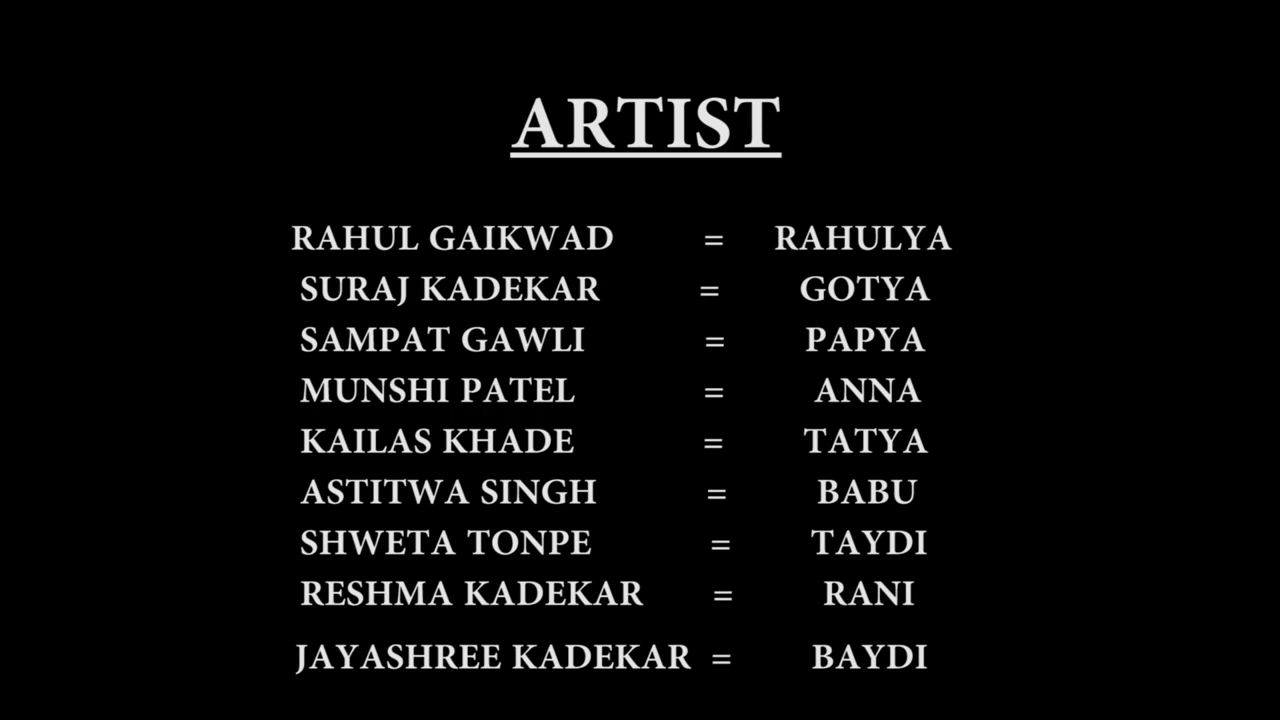 ARTIST
RAHUL GAIKWAD = RAHULYA
SURAJ KADEKAR = GOTYA
SAMPAT GAWLI = PAPYA
MUNSHI PATEL = ANNA
KAILAS KHADE = TATYA
ASTITWA SINGH = BABU
SHWETA TONPE = TAYDI
RESHMA KADEKAR = RANI
JAYASHREE KADEKAR = BAYDI